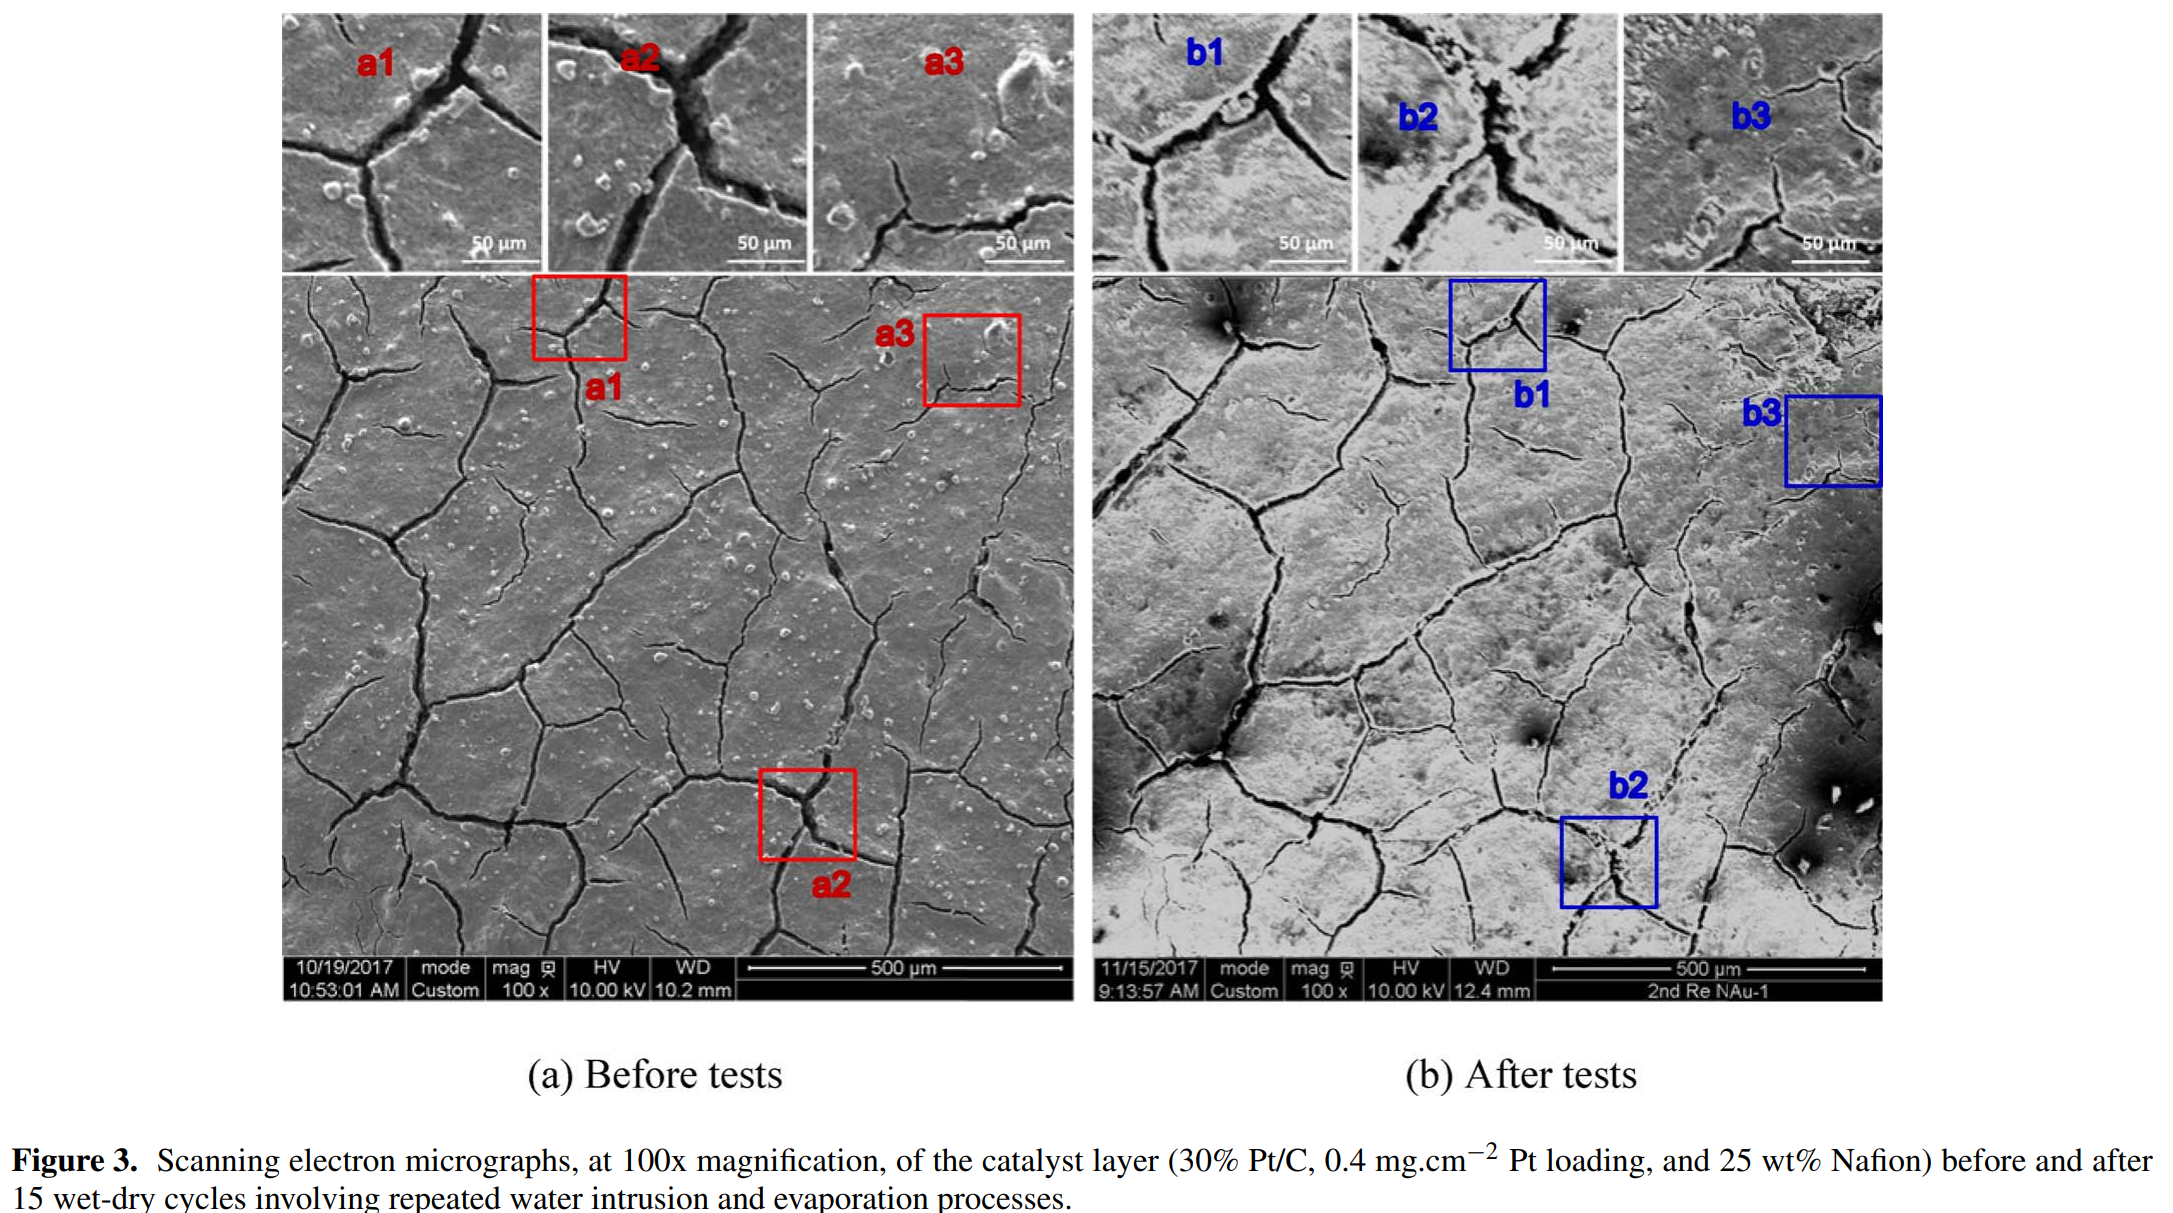 a1
a2
a3
50 µm
50 µm
50 µm
a1
a2
a3
10/19/2017
10:53:01 AM
mode
Custom
mag
100 x
HV
10.00 kV
WD
10.2 mm
500 µm
b1
b2
b3
50 µm
50 µm
50 µm
b1
b3
b2
11/15/2017
9:13:57 AM
mode
Custom
mag
100 x
HV
10.00 kV
WD
12.4 mm
500 µm
2nd Re NAu-1
(a) Before tests
(b) After tests
Figure 3. Scanning electron micrographs, at 100x magnification, of the catalyst layer (30% Pt/C, 0.4 mg.cm−2 Pt loading, and 25 wt% Nafion) before and after
15 wet-dry cycles involving repeated water intrusion and evaporation processes.